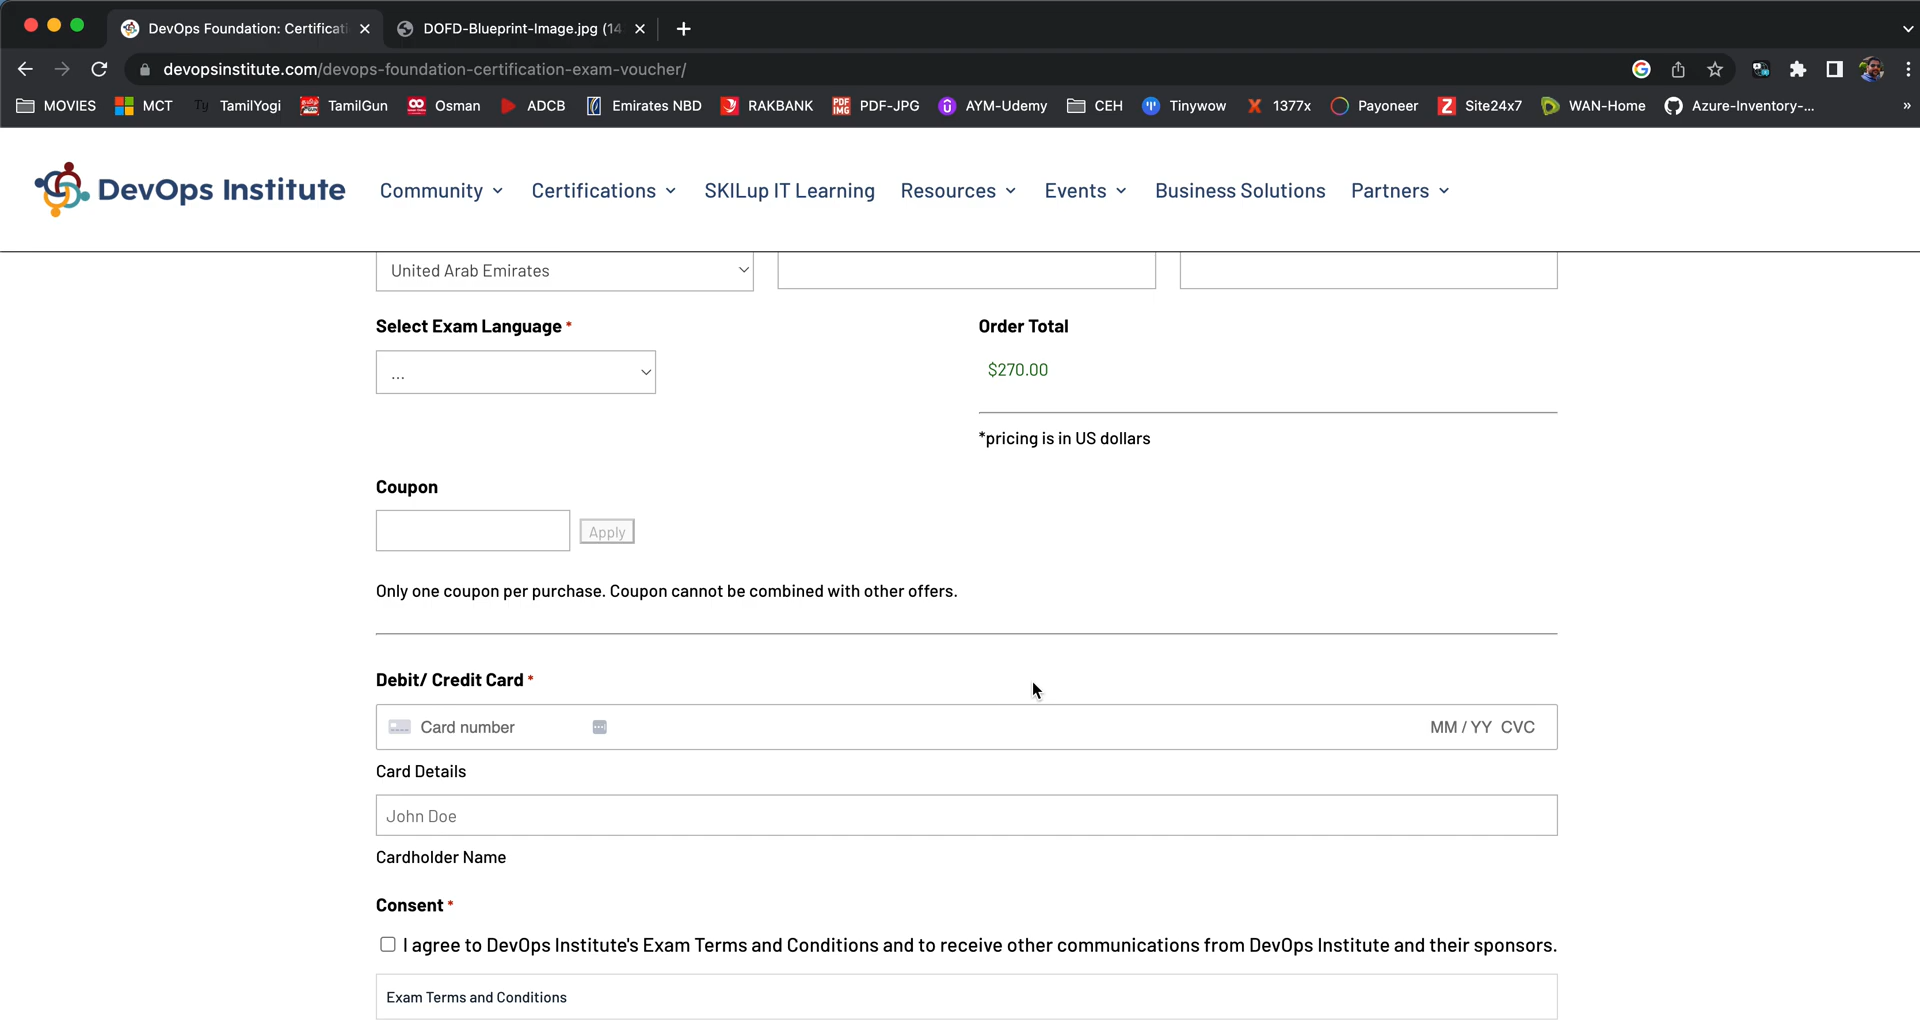 DevOps Foundation: Certificati
DOFD-Blueprint-Image.jpg (14
devopsinstitute.com/devops-foundation-certification-exam-voucher/
MOVIES MCT Ty TamilYogi TamilGun Osman ADCB Emirates NBD RAKBANK PDF IMG PDF-JPG AYM-Udemy CEH Tinywow 1377x Payoneer Site24x7 WAN-Home Azure-Inventory-... »
DevOps Institute Community Certifications SKILup IT Learning Resources Events Business Solutions Partners
United Arab Emirates
Select Exam Language *
Order Total
...
$270.00
*pricing is in US dollars
Coupon
Apply
Only one coupon per purchase. Coupon cannot be combined with other offers.
Debit/ Credit Card *
Card number MM / YY CVC
Card Details
John Doe
Cardholder Name
Consent *
I agree to DevOps Institute's Exam Terms and Conditions and to receive other communications from DevOps Institute and their sponsors.
Exam Terms and Conditions